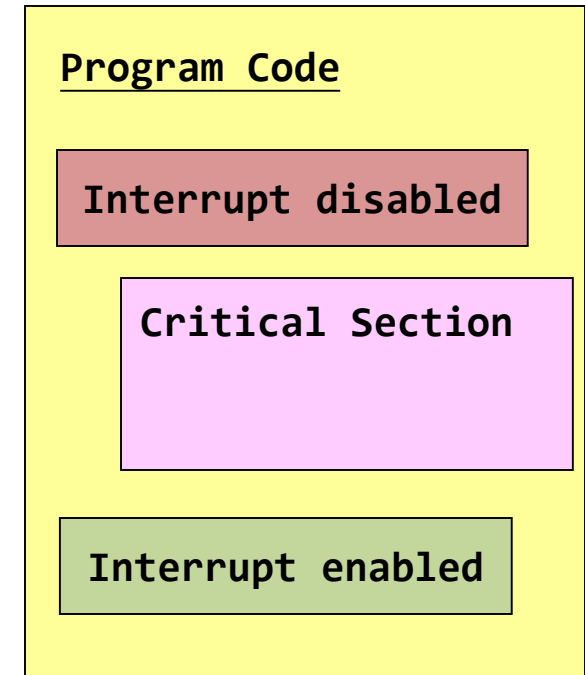 Program Code
Interrupt disabled
Critical Section
Interrupt enabled